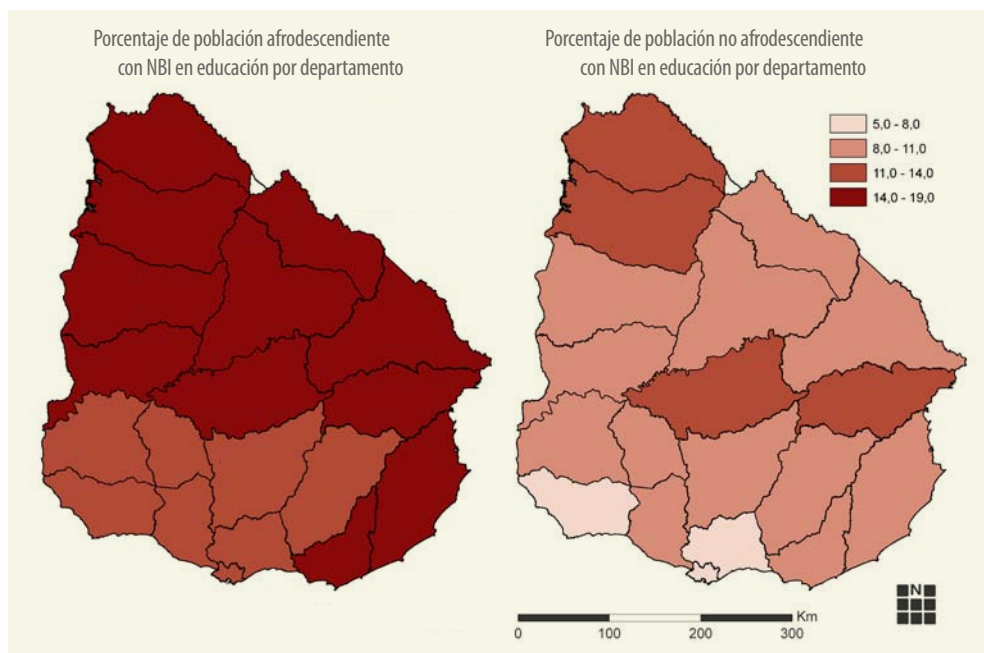 Porcentaje de población afrodescendiente
con NBI en educación por departamento
Porcentaje de población no afrodescendiente
con NBI en educación por departamento
5,0 - 8,0
8,0 - 11,0
11,0 - 14,0
14,0 - 19,0
N
Km
0 100 200 300